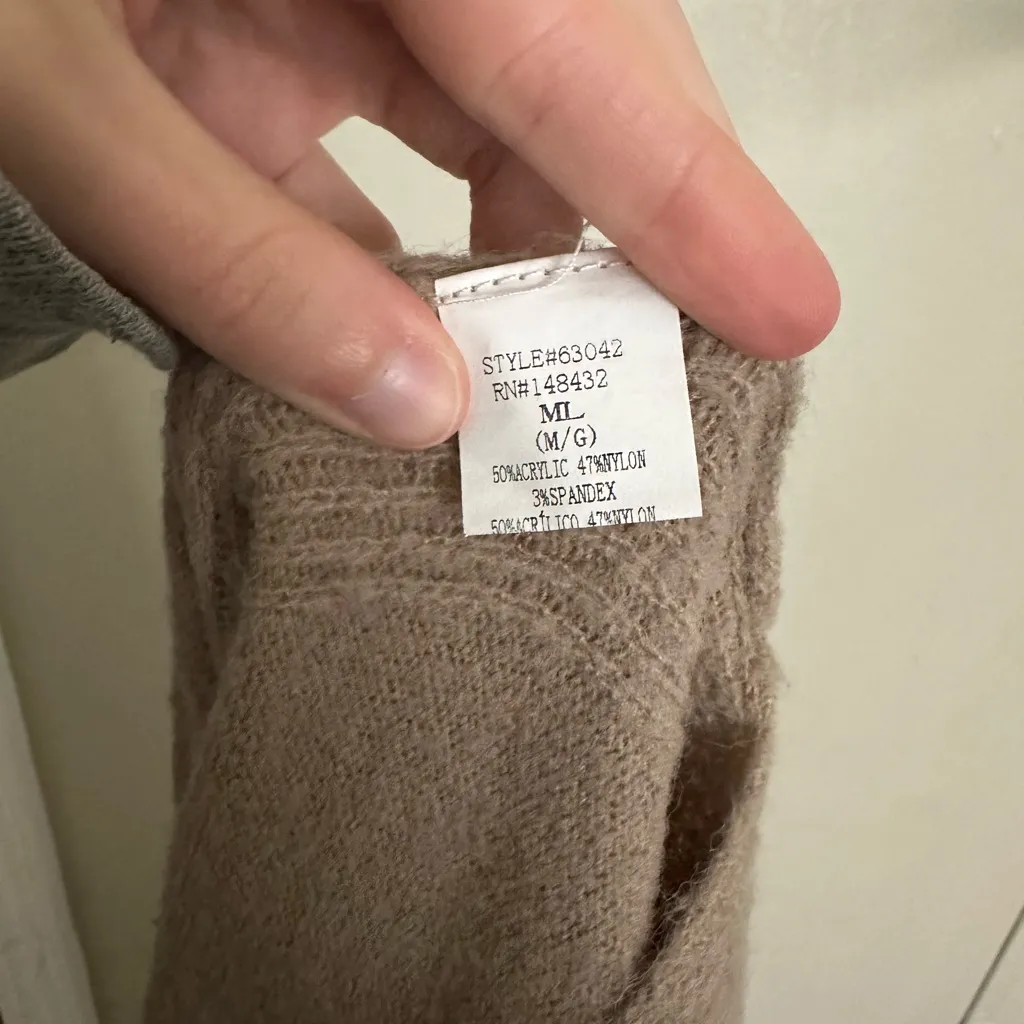 STYLE#63042
RN#148432
ML
(M/G)
50%ACRYLIC 47%NYLON
3%SPANDEX
50%ACRÍLICO 47%NYLON